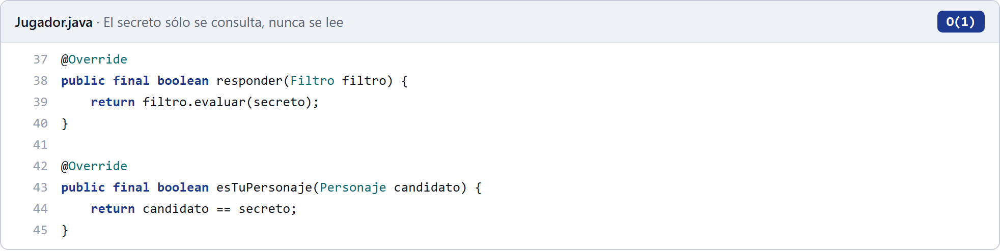 Jugador.java · El secreto sólo se consulta, nunca se lee
O(1)
37 @Override
38 public final boolean responder(Filtro filtro) {
39     return filtro.evaluar(secreto);
40 }
41
42 @Override
43 public final boolean esTuPersonaje(Personaje candidato) {
44     return candidato == secreto;
45 }